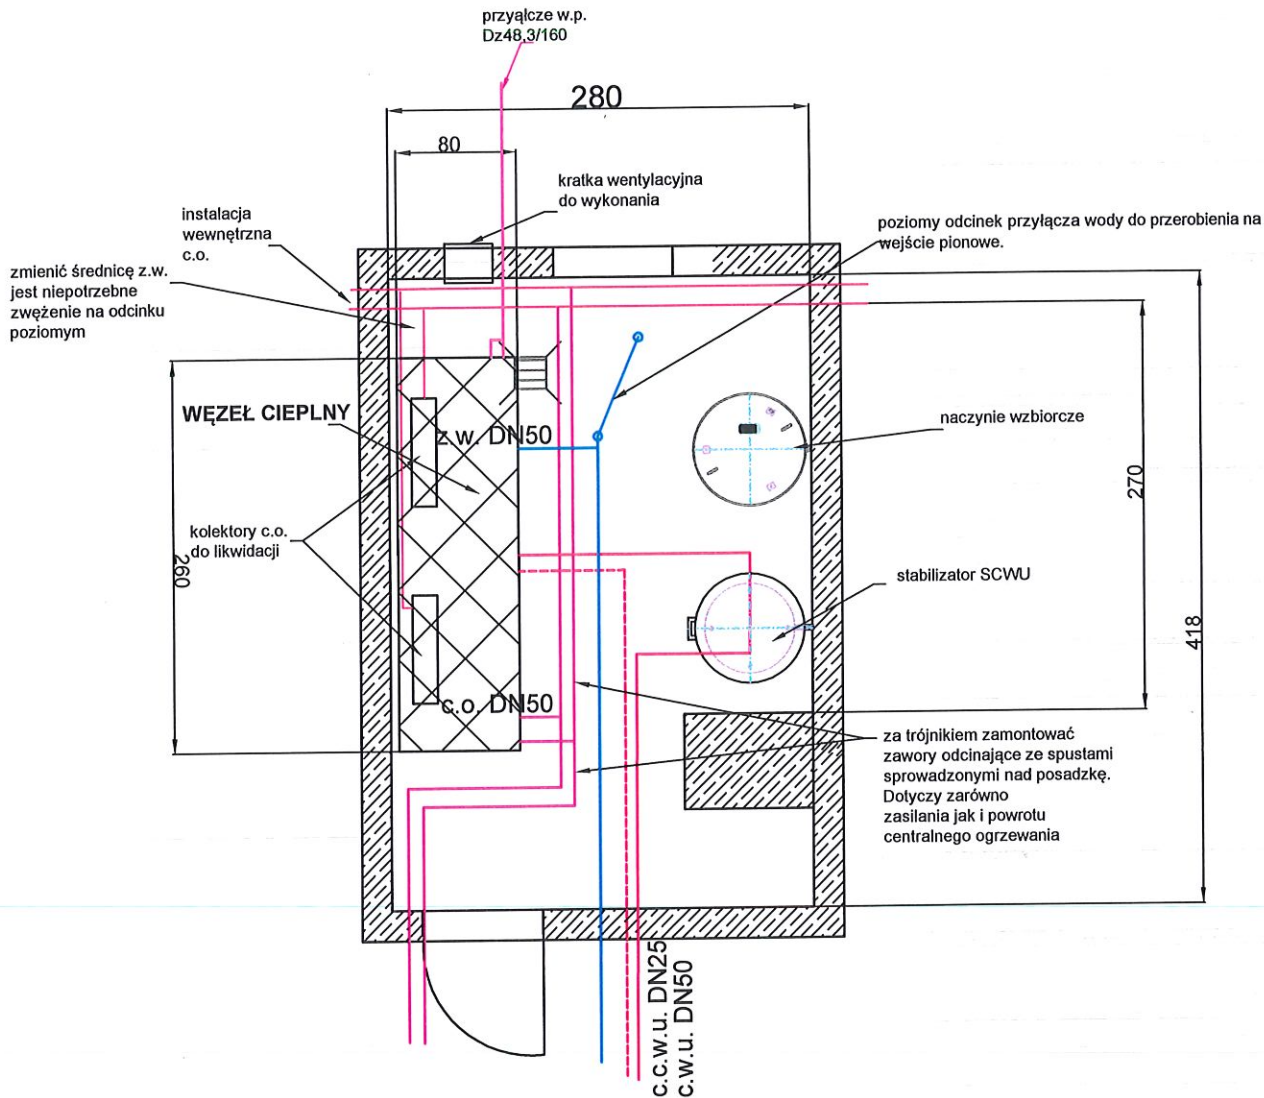 przyąlcze w.p.
Dz48,3/160
280
80
kratka wentylacyjna
do wykonania
instalacja
wewnętrzna
c.o.
poziomy odcinek przyłącza wody do przerobienia na
wejście pionowe.
zmienić średnicę z.w.
jest niepotrzebne
zwężenie na odcinku
poziomym
WĘZEŁ CIEPLNY
z.w. DN50
naczynie wzbiorcze
270
kolektory c.o.
do likwidacji
260
stabilizator SCWU
418
c.o. DN50
za trójnikiem zamontować
zawory odcinające ze spustami
sprowadzonymi nad posadzkę.
Dotyczy zarówno
zasilania jak i powrotu
centralnego ogrzewania
c.c.w.u. DN25
c.w.u. DN50